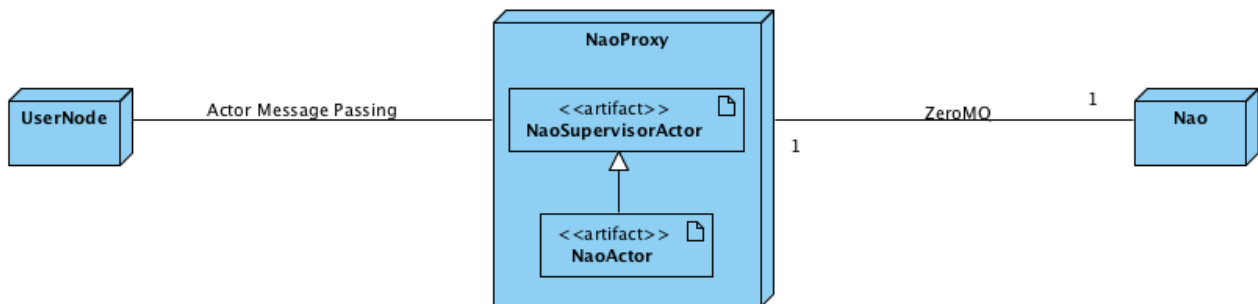 NaoProxy
<<artifact>>
NaoSupervisorActor
UserNode
Actor Message Passing
ZeroMQ
1
1
Nao
<<artifact>>
NaoActor